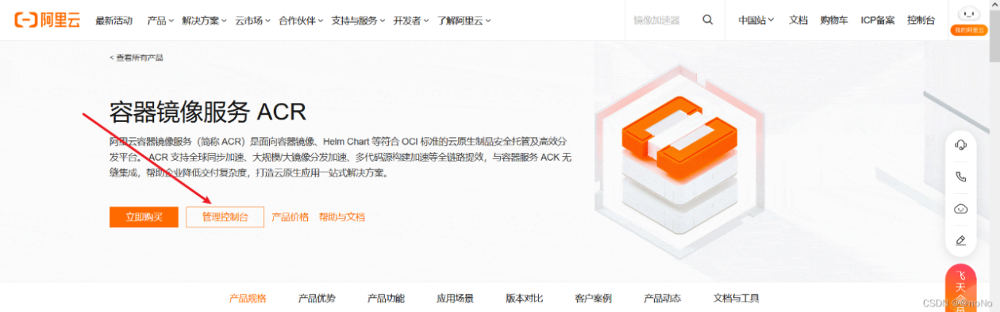 阿里云 最新活动 产品 解决方案 云市场 合作伙伴 支持与服务 开发者 了解阿里云 镜像加速器 中国站 文档 购物车 ICP备案 控制台
我的阿里云
< 查看所有产品
容器镜像服务 ACR
阿里云容器镜像服务（简称 ACR）是面向容器镜像、Helm Chart 等符合 OCI 标准的云原生制品安全托管及高效分
发平台。 ACR 支持全球同步加速、大规模/大镜像分发加速、多代码源构建加速等全链路提效，与容器服务 ACK 无
缝集成，帮助企业降低交付复杂度，打造云原生应用一站式解决方案。
立即购买 管理控制台 产品价格 帮助与文档
飞
天
会
员
产品规格 产品优势 产品功能 应用场景 版本对比 客户案例 产品动态 文档与工具
CSDN @@noNo